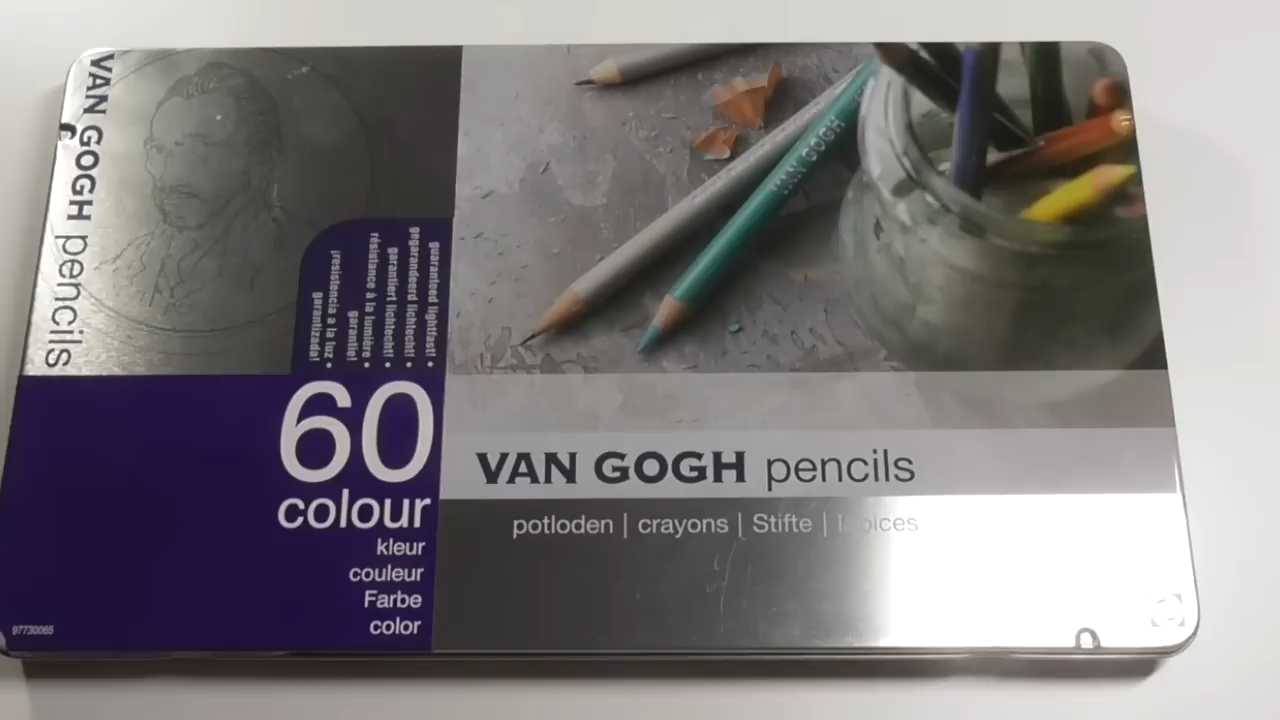 VAN GOGH pencils
VAN GOGH
guaranteed lightfast! •
gegarandeerd lichtecht! •
garantiert lichtecht! •
résistance à la lumière •
garantie!
¡resistencia a la luz •
garantizada!
60
colour
kleur
couleur
Farbe
color
97730065
VAN GOGH pencils
potloden | crayons | Stifte | lápices